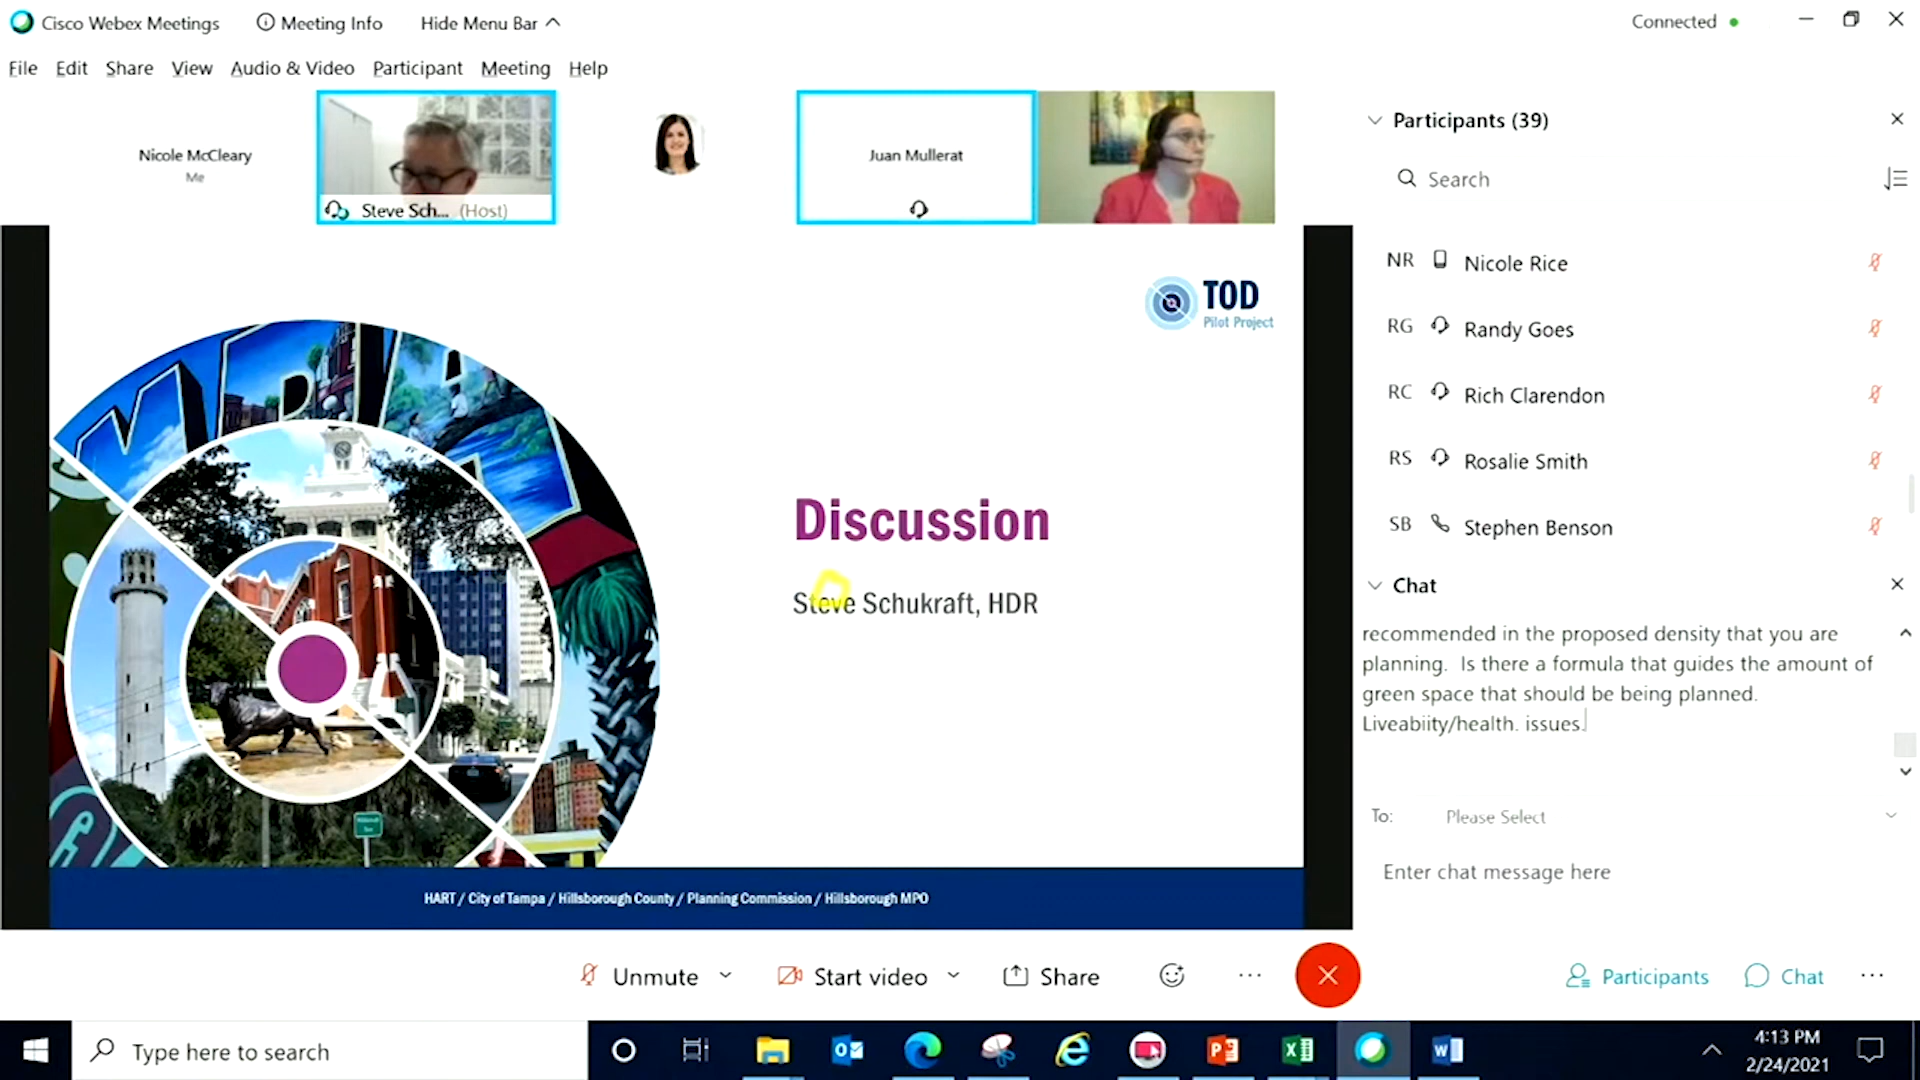 Cisco Webex Meetings
Meeting Info
Hide Menu Bar
Connected
File Edit Share View Audio & Video Participant Meeting Help
Nicole McCleary
Me
Steve Sch... (Host)
Juan Mullerat
Participants (39)
Search
NR Nicole Rice
RG Randy Goes
RC Rich Clarendon
RS Rosalie Smith
SB Stephen Benson
TOD
Pilot Project
Discussion
Steve Schukraft, HDR
HART / City of Tampa / Hillsborough County / Planning Commission / Hillsborough MPO
Chat
recommended in the proposed density that you are
planning. Is there a formula that guides the amount of
green space that should be being planned.
Liveabiity/health. issues.
To: Please Select
Enter chat message here
Unmute
Start video
Share
Participants
Chat
Type here to search
4:13 PM
2/24/2021